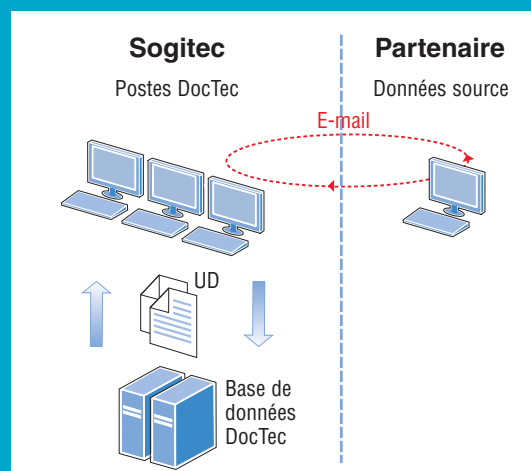 Sogitec
Partenaire
Postes DocTec
Données source
E-mail
UD
Base de
données
DocTec